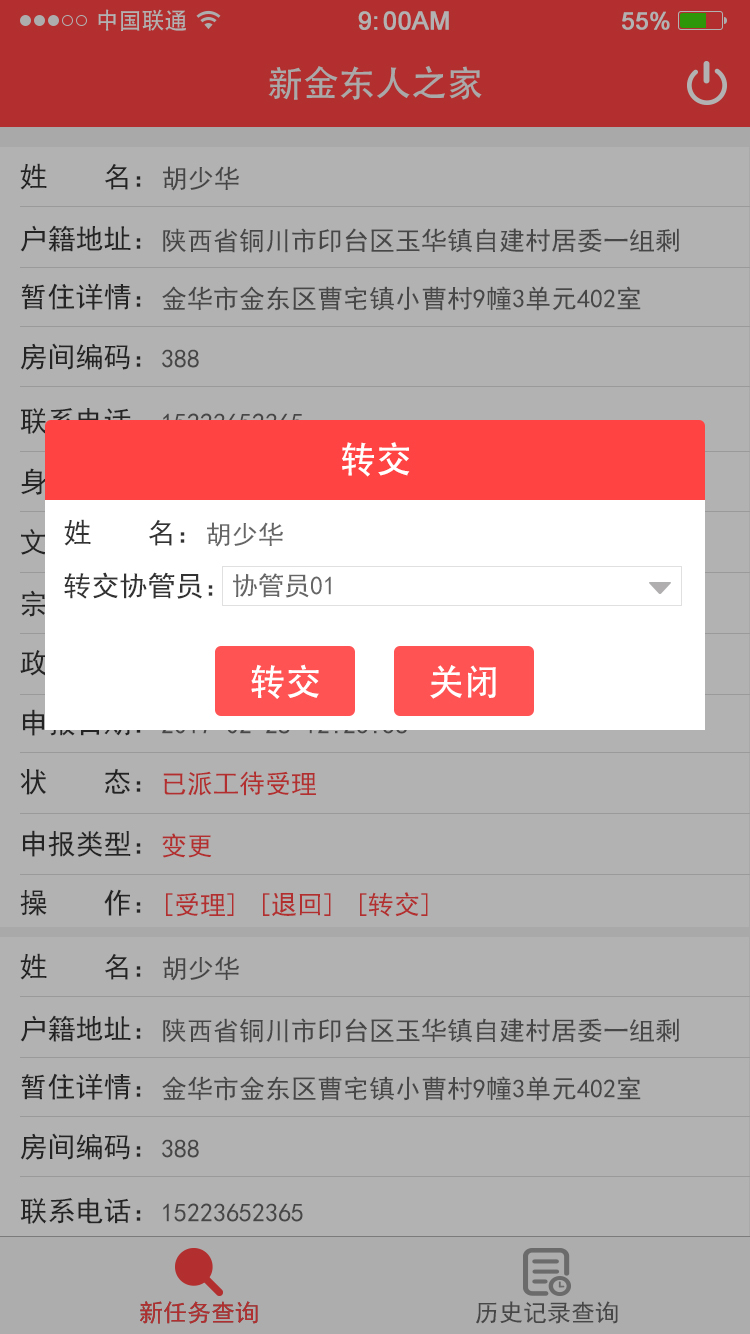 中国联通 9:00AM 55%
新金东人之家
姓 名: 胡少华
户籍地址: 陕西省铜川市印台区玉华镇自建村居委一组剩
暂住详情: 金华市金东区曹宅镇小曹村9幢3单元402室
房间编码: 388
联系电话 15223652365
身
转交
姓 名: 胡少华
文
转交协管员: 协管员01
宗
政
转交 关闭
申报日期:
状 态: 已派工待受理
申报类型: 变更
操 作: [受理] [退回] [转交]
姓 名: 胡少华
户籍地址: 陕西省铜川市印台区玉华镇自建村居委一组剩
暂住详情: 金华市金东区曹宅镇小曹村9幢3单元402室
房间编码: 388
联系电话: 15223652365
新任务查询 历史记录查询